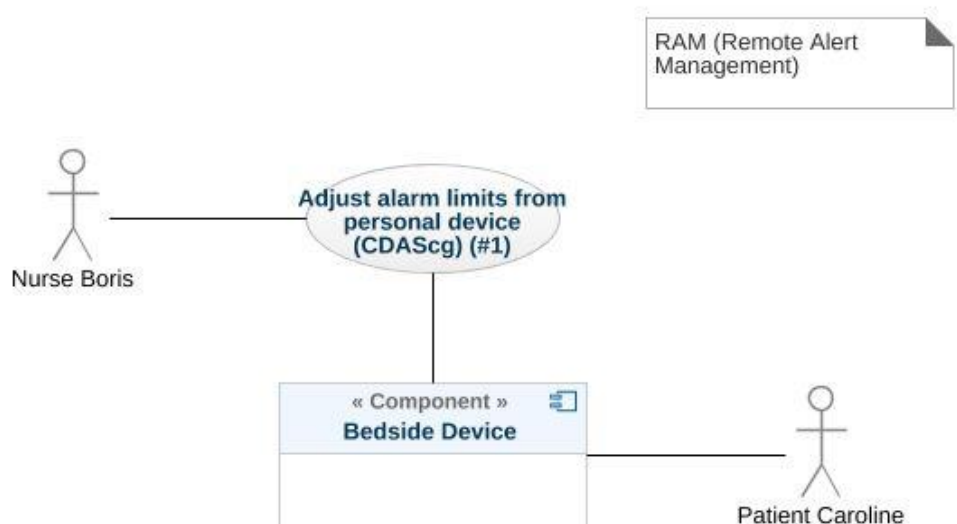 RAM (Remote Alert
Management)
Adjust alarm limits from
personal device
(CDAScg) (#1)
Nurse Boris
« Component »
Bedside Device
Patient Caroline